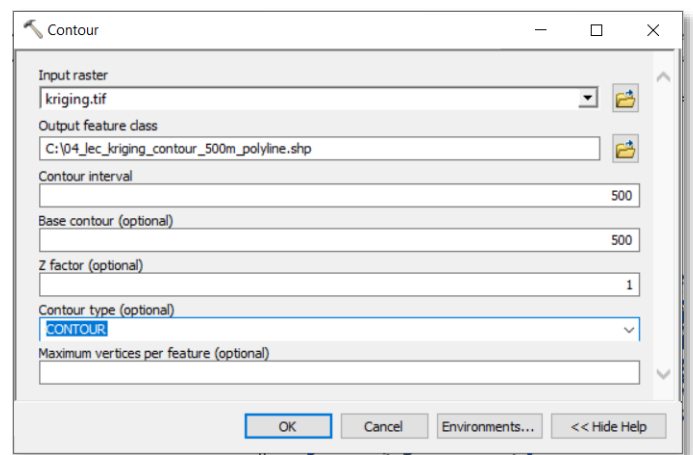 Contour
Input raster
kriging.tif
Output feature class
C:\04_lec_kriging_contour_500m_polyline.shp
Contour interval
500
Base contour (optional)
500
Z factor (optional)
1
Contour type (optional)
CONTOUR
Maximum vertices per feature (optional)
OK Cancel Environments... << Hide Help